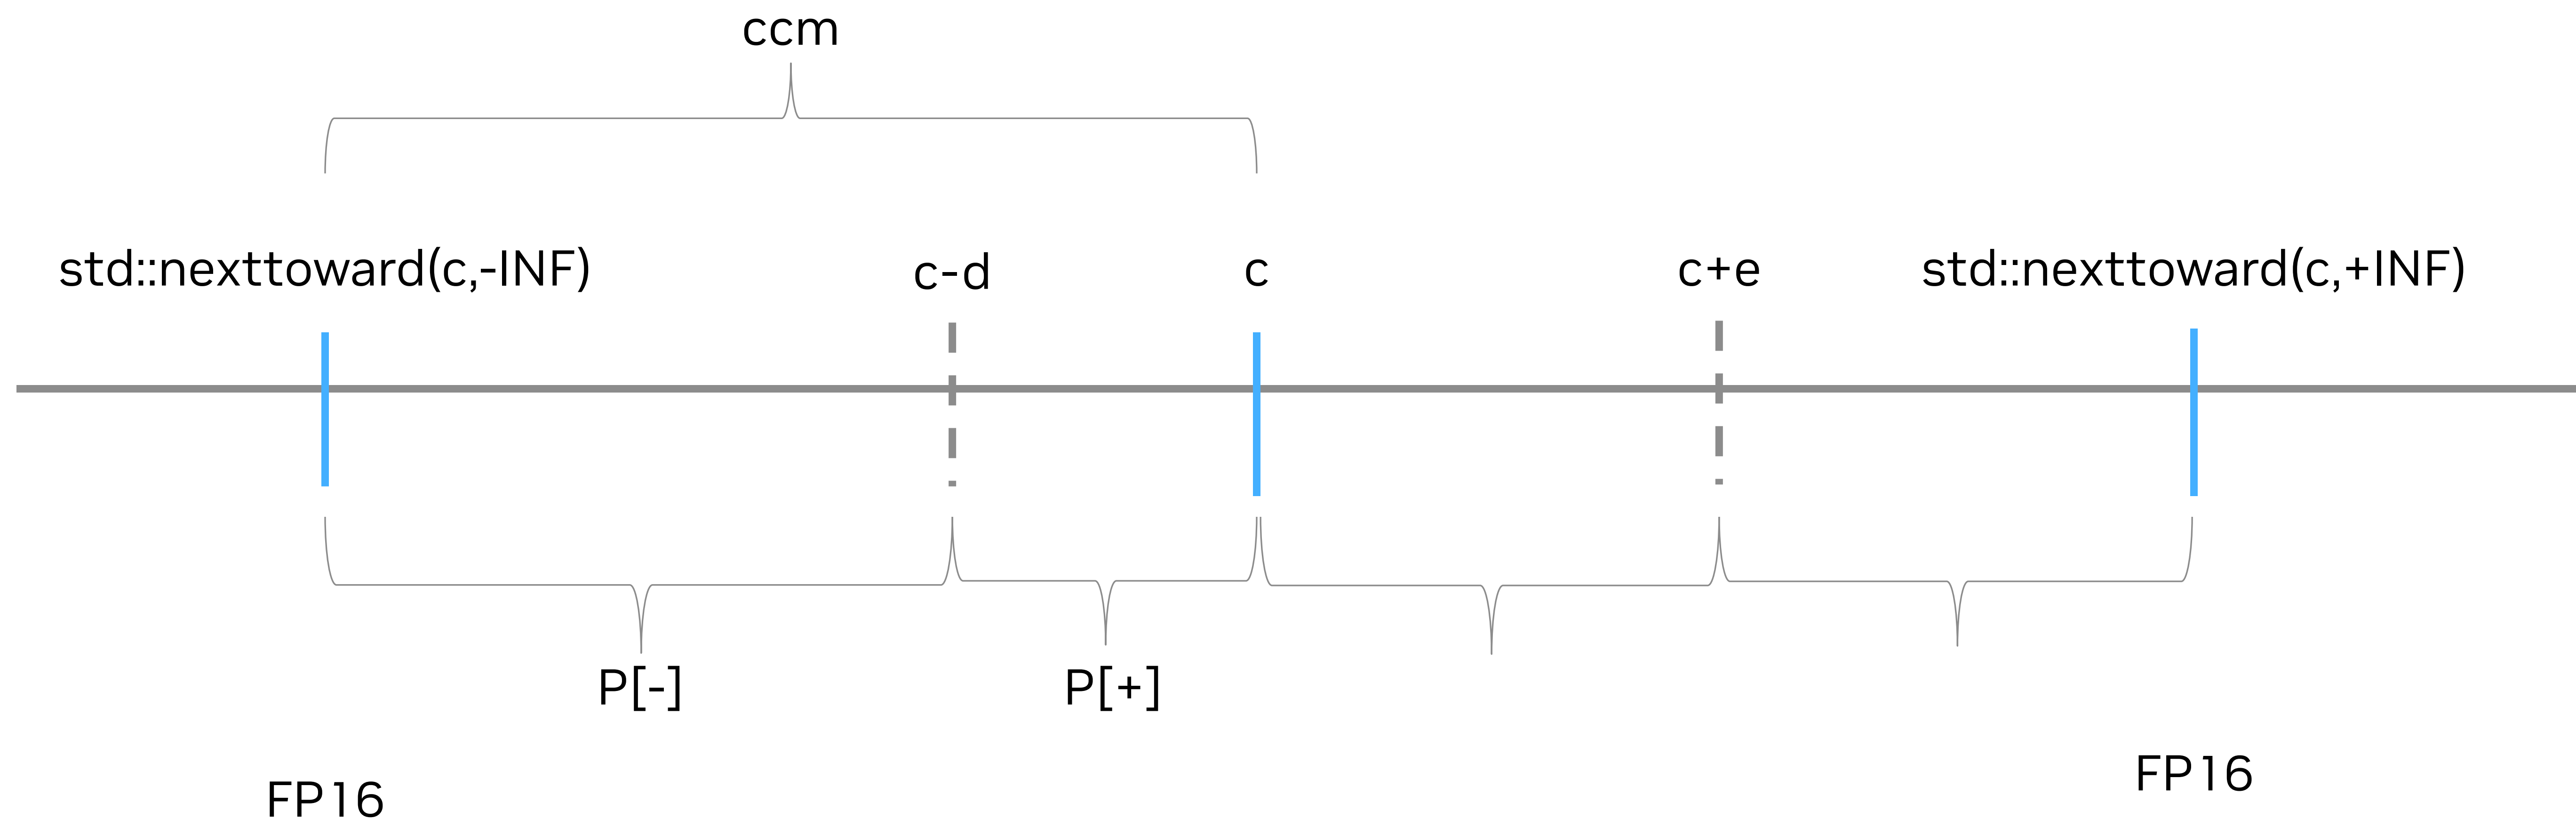 ccm
std::nexttoward(c,-INF)
c-d
c
c+e
std::nexttoward(c,+INF)
P[-]
P[+]
FP16
FP16